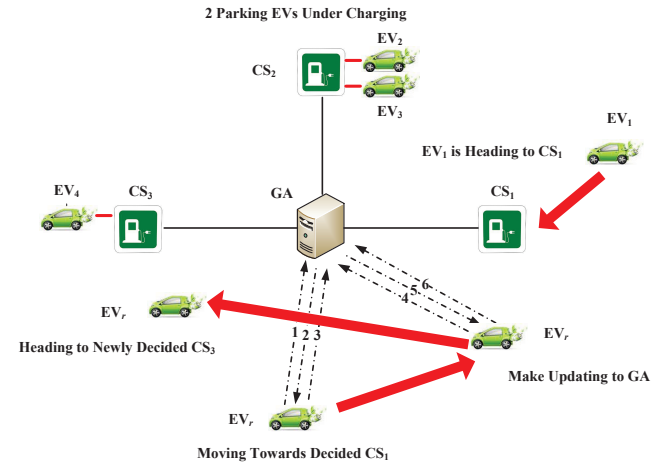 2 Parking EVs Under Charging
EV2
CS2
EV3
EV1
EV1 is Heading to CS1
EV4
CS3
GA
CS1
1 2 3
4 5 6
EVr
EVr
Heading to Newly Decided CS3
Make Updating to GA
EVr
Moving Towards Decided CS1